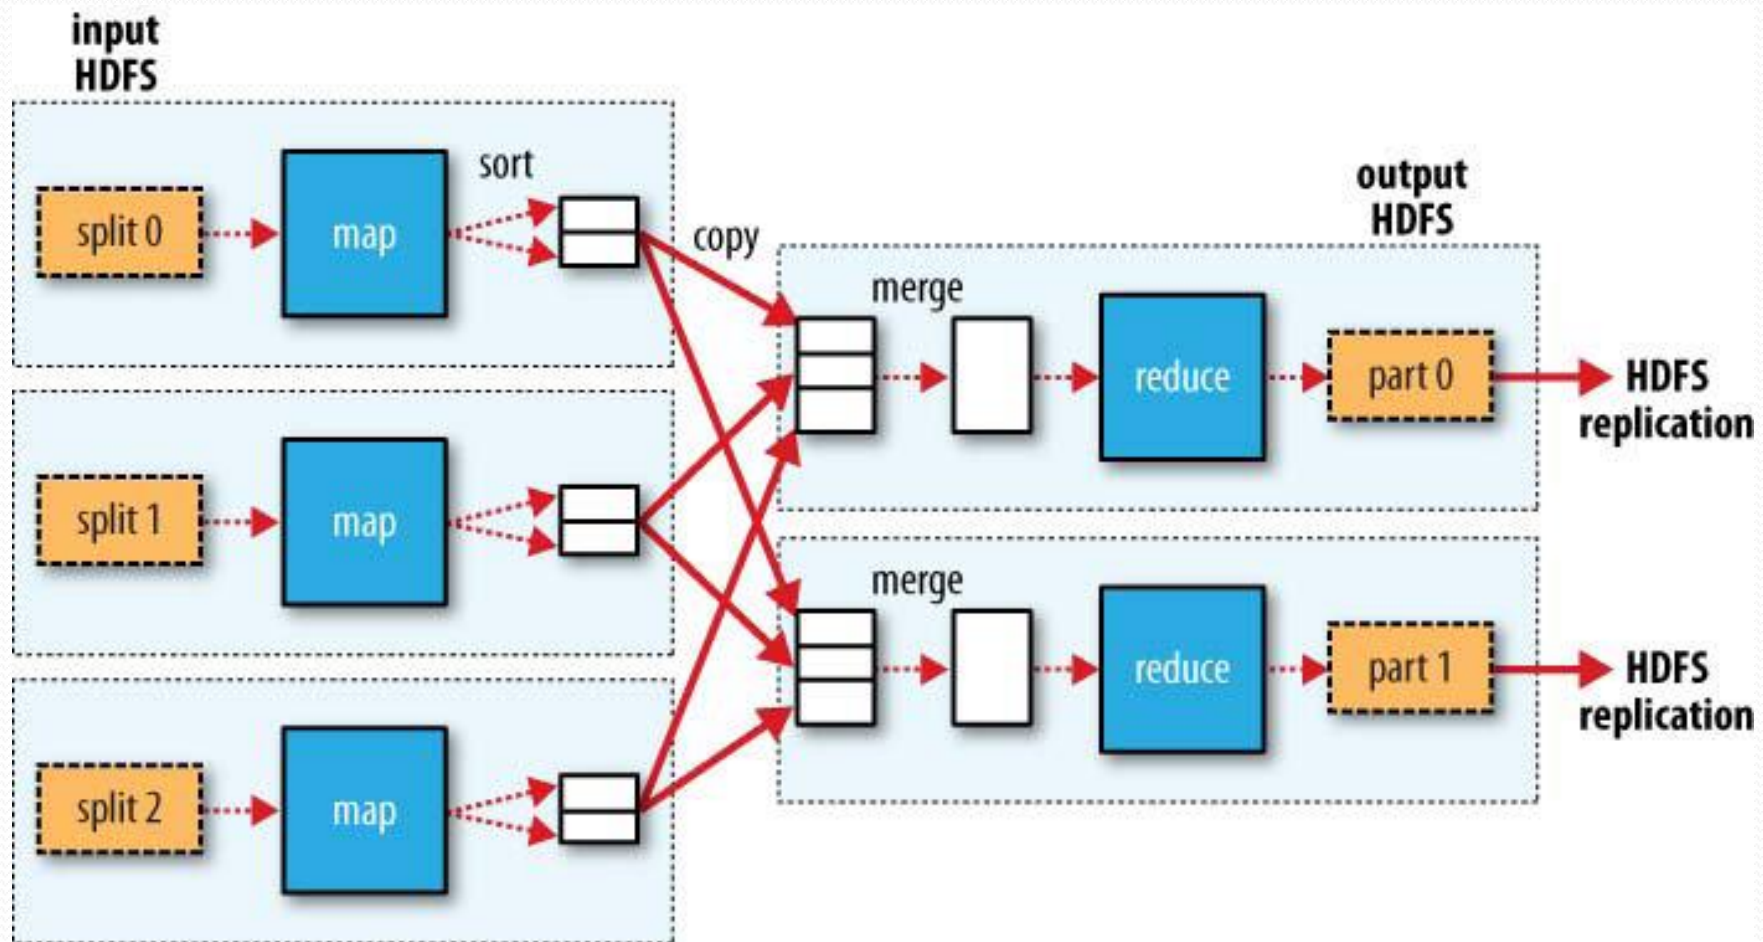 input
HDFS
split 0
map
sort
copy
split 1
map
split 2
map
output
HDFS
merge
reduce
part 0
HDFS
replication
merge
reduce
part 1
HDFS
replication